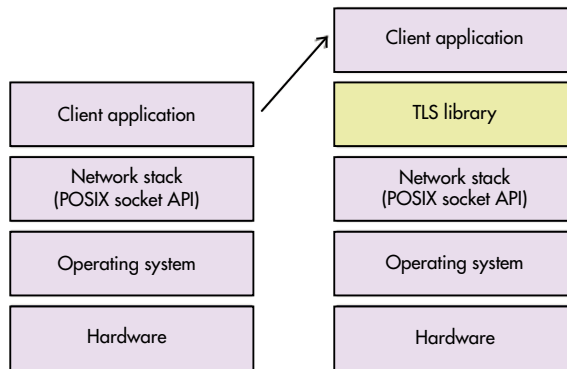 Client application
Network stack
(POSIX socket API)
Operating system
Hardware
Client application
TLS library
Network stack
(POSIX socket API)
Operating system
Hardware